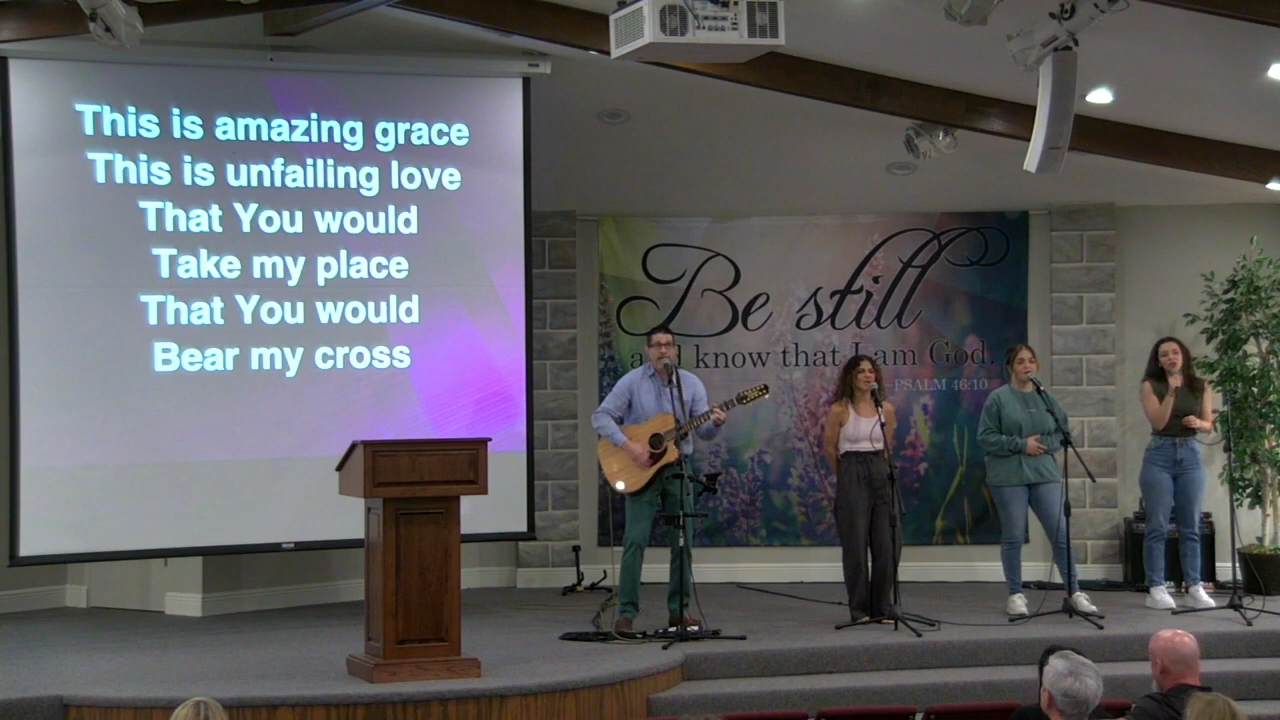 This is amazing grace
This is unfailing love
That You would
Take my place
That You would
Bear my cross
Be still
and know that I am God.
PSALM 46:10